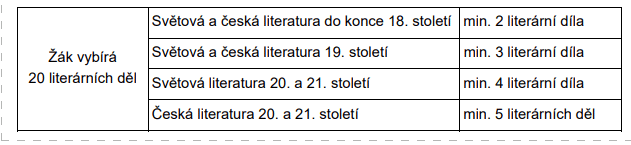 Světová a česká literatura do konce 18. století min. 2 literární díla
Žák vybírá
20 literárních děl
Světová a česká literatura 19. století min. 3 literární díla
Světová literatura 20. a 21. století min. 4 literární díla
Česká literatura 20. a 21. století min. 5 literárních děl